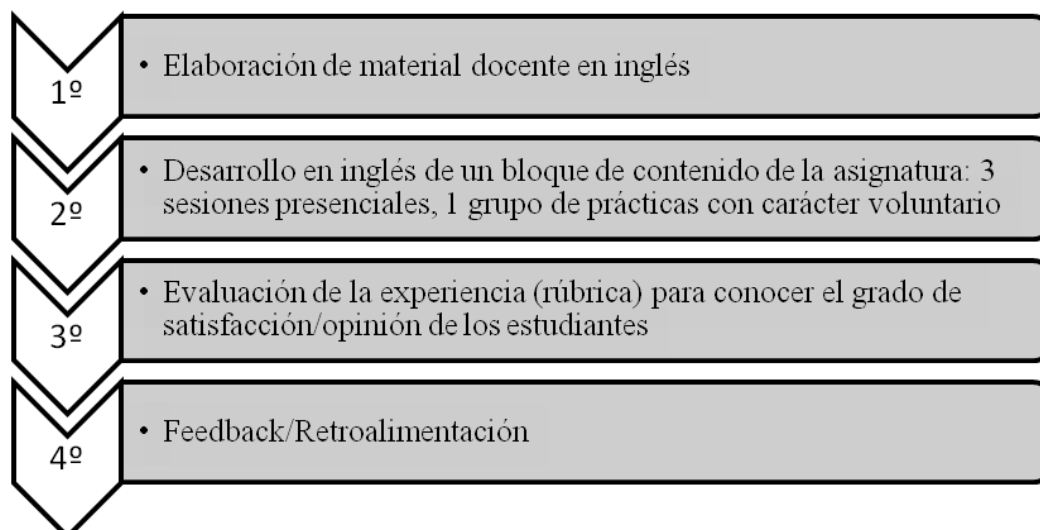 1º
• Elaboración de material docente en inglés
2º
• Desarrollo en inglés de un bloque de contenido de la asignatura: 3
sesiones presenciales, 1 grupo de prácticas con carácter voluntario
3º
• Evaluación de la experiencia (rúbrica) para conocer el grado de
satisfacción/opinión de los estudiantes
4º
• Feedback/Retroalimentación